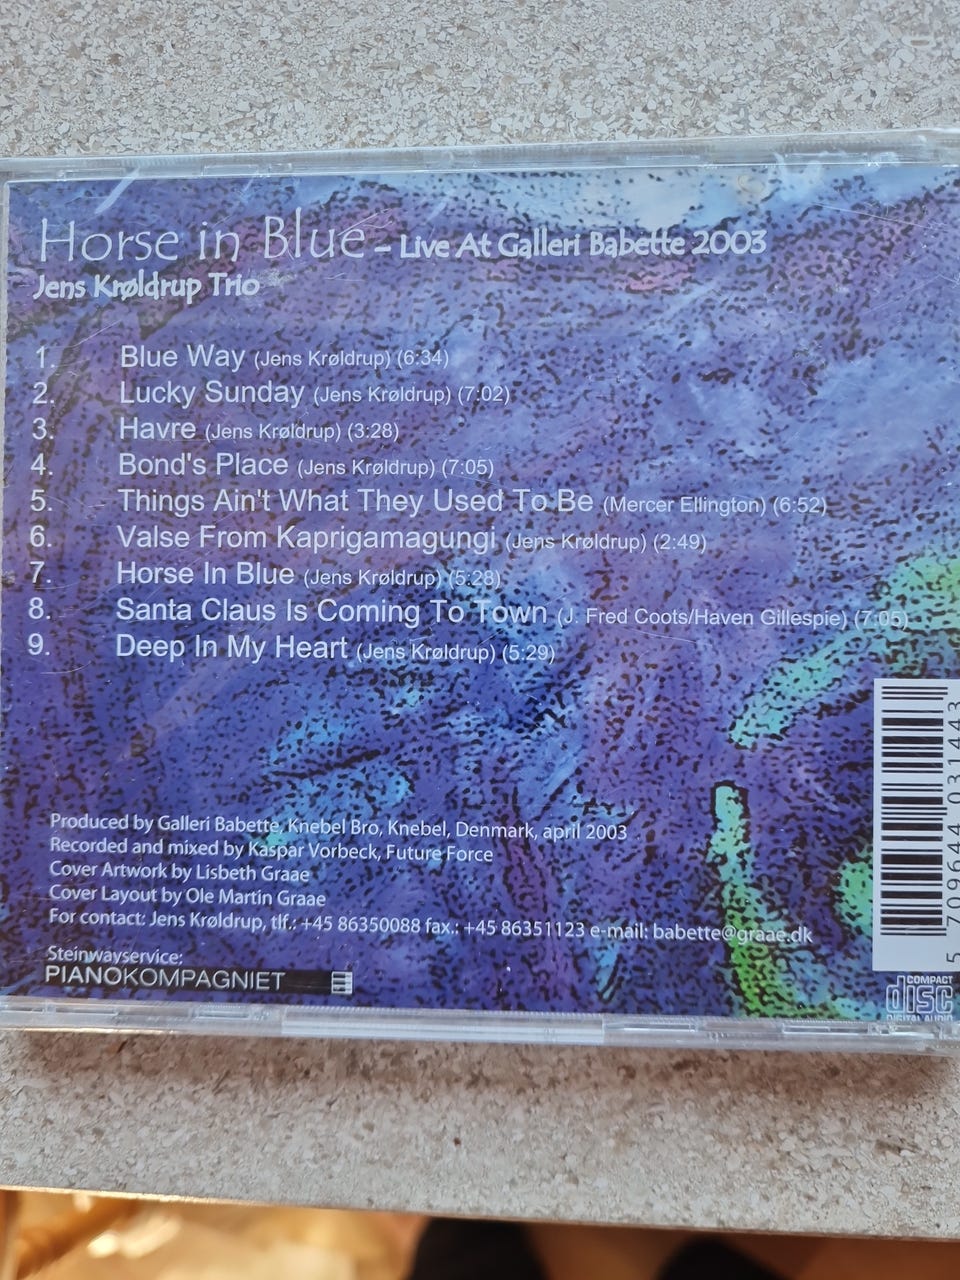 Horse in Blue – Live At Galleri Babette 2003
Jens Krøldrup Trio
1. Blue Way (Jens Krøldrup) (6:34)
2. Lucky Sunday (Jens Krøldrup) (7:02)
3. Havre (Jens Krøldrup) (3:28)
4. Bond's Place (Jens Krøldrup) (7:05)
5. Things Ain't What They Used To Be (Mercer Ellington) (6:52)
6. Valse From Kaprigamagungi (Jens Krøldrup) (2:49)
7. Horse In Blue (Jens Krøldrup) (5:28)
8. Santa Claus Is Coming To Town (J. Fred Coots/Haven Gillespie) (7:05)
9. Deep In My Heart (Jens Krøldrup) (5:29)
Produced by Galleri Babette, Knebel Bro, Knebel, Denmark, april 2003
Recorded and mixed by Kaspar Vorbeck, Future Force
Cover Artwork by Lisbeth Graae
Cover Layout by Ole Martin Graae
For contact: Jens Krøldrup, tlf.: +45 86350088 fax.: +45 86351123 e-mail: babette@graae.dk
Steinwayservice:
PIANOKOMPAGNIET
5 709644 031443
COMPACT
disc
DIGITAL AUDIO